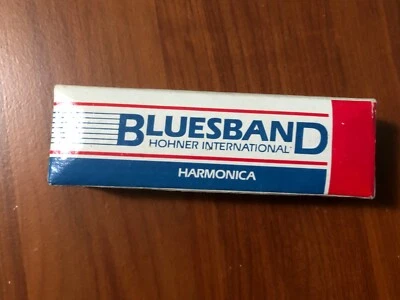 BLUESBAND
HOHNER INTERNATIONAL
HARMONICA